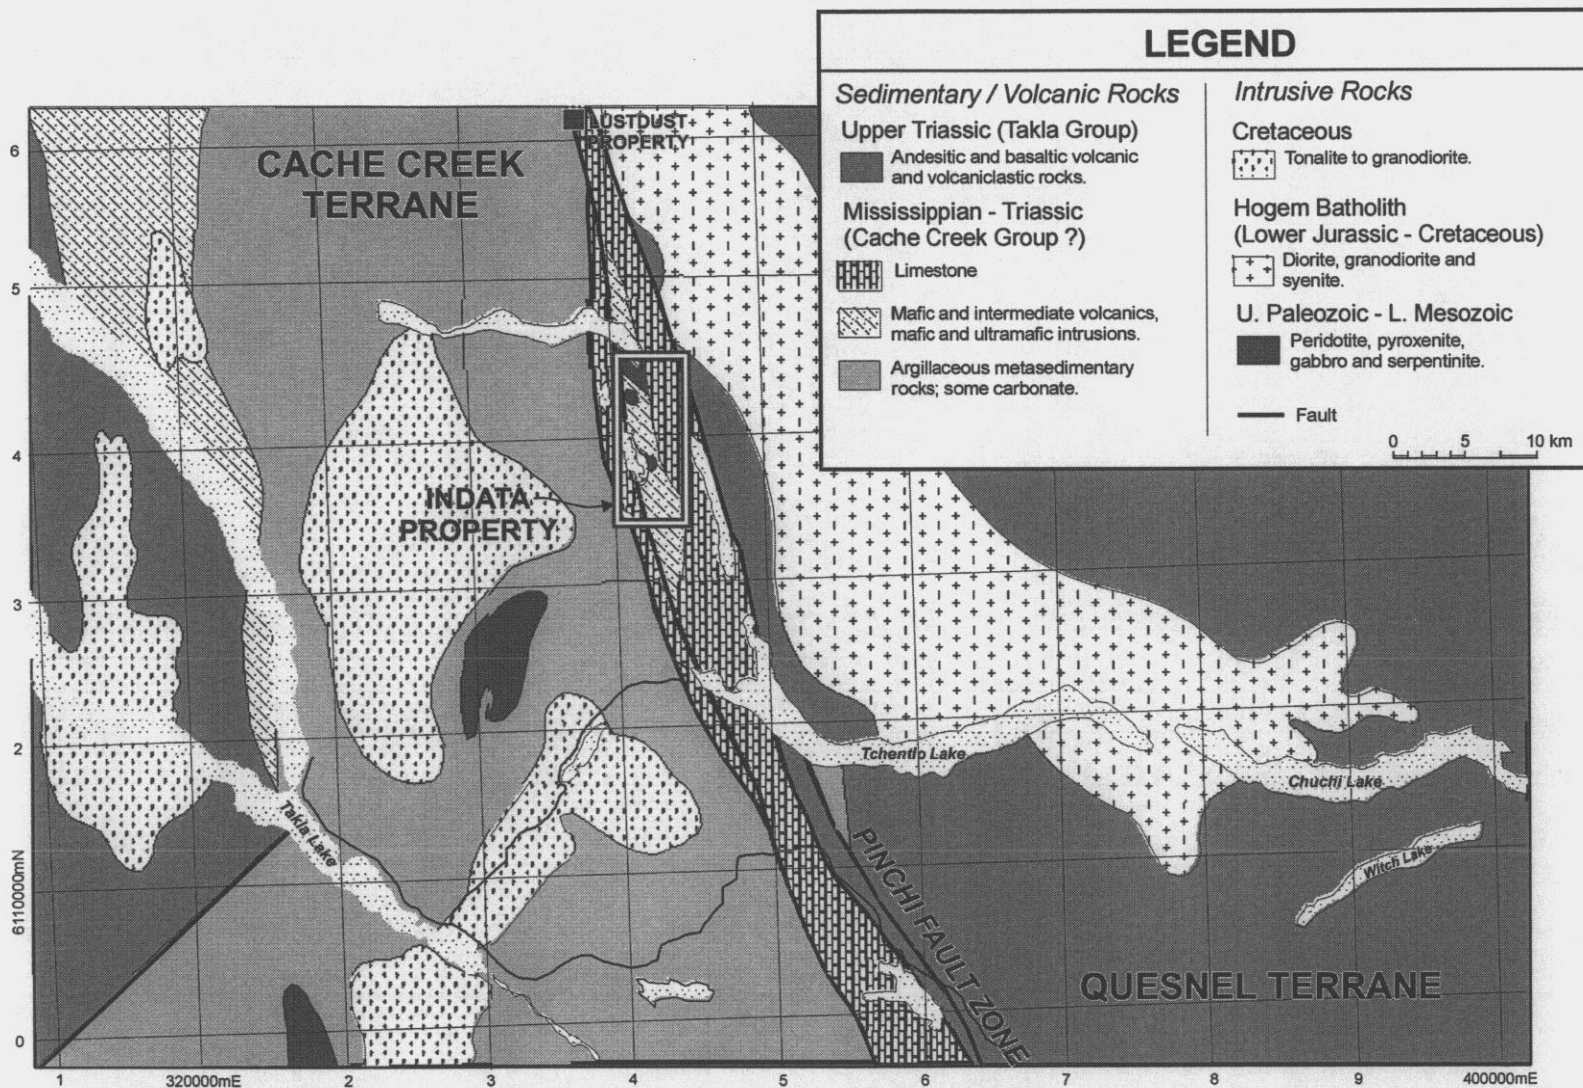 LEGEND
Sedimentary / Volcanic Rocks
Upper Triassic (Takla Group)
Andesitic and basaltic volcanic
and volcaniclastic rocks.
Mississippian - Triassic
(Cache Creek Group ?)
Limestone
Mafic and intermediate volcanics,
mafic and ultramafic intrusions.
Argillaceous metasedimentary
rocks; some carbonate.
Intrusive Rocks
Cretaceous
Tonalite to granodiorite.
Hogem Batholith
(Lower Jurassic - Cretaceous)
Diorite, granodiorite and
syenite.
U. Paleozoic - L. Mesozoic
Peridotite, pyroxenite,
gabbro and serpentinite.
Fault
0 5 10 km
LUSTDUST
PROPERTY
CACHE CREEK
TERRANE
INDATA
PROPERTY
Tchentlo Lake
Chuchi Lake
Takla Lake
Witch Lake
PINCHI FAULT ZONE
QUESNEL TERRANE
6
5
4
3
2
6110000mN
0
1 320000mE 2 3 4 5 6 7 8 9 400000mE